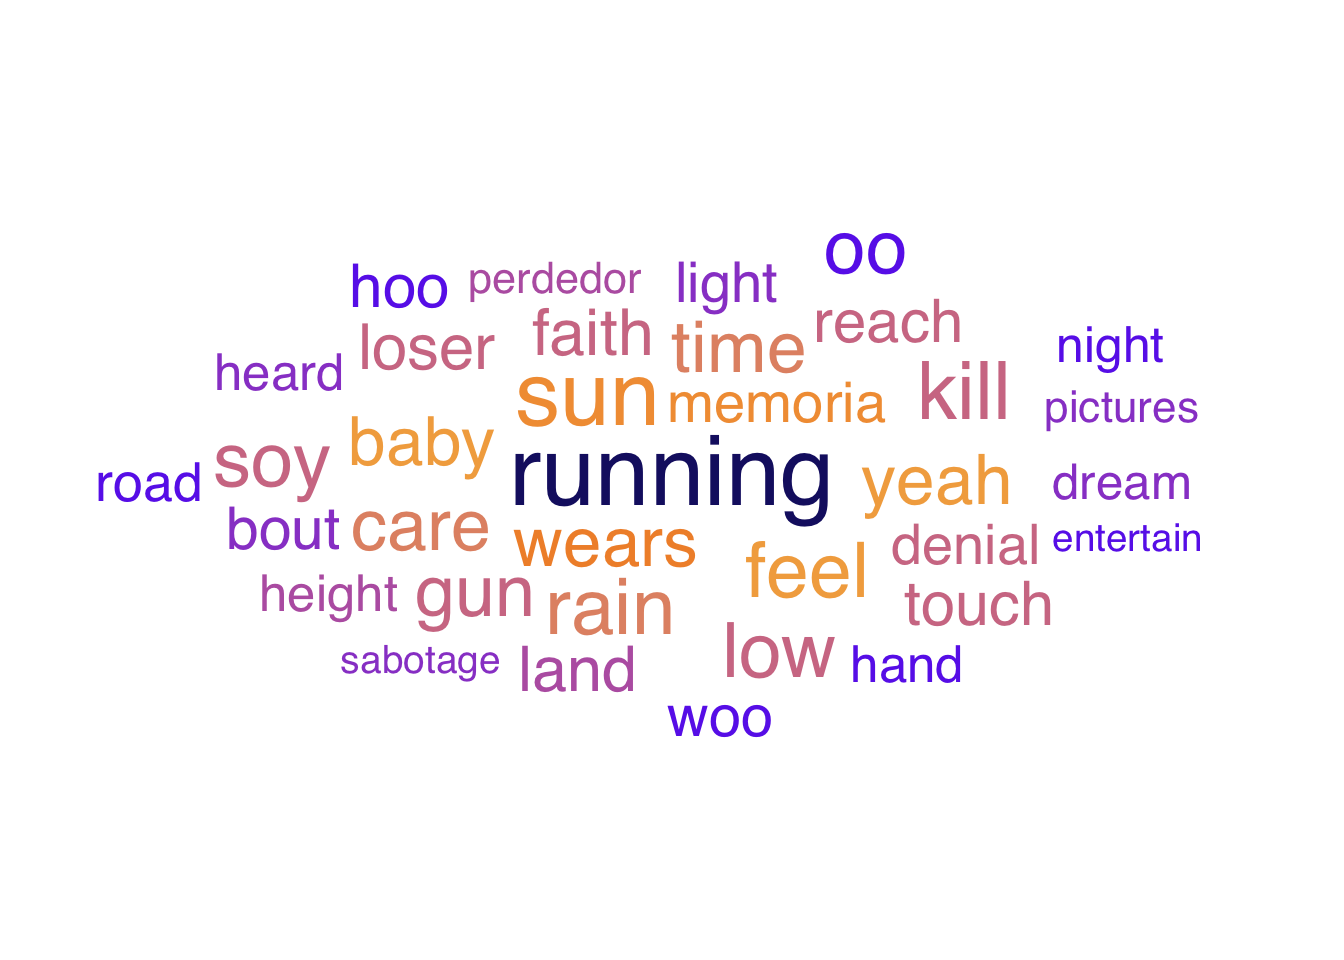 oo
hoo perdedor light
loser faith time reach night
heard sun memoria kill pictures
road soy baby running yeah dream
bout care wears feel denial entertain
height gun rain touch
sabotage land low hand
woo